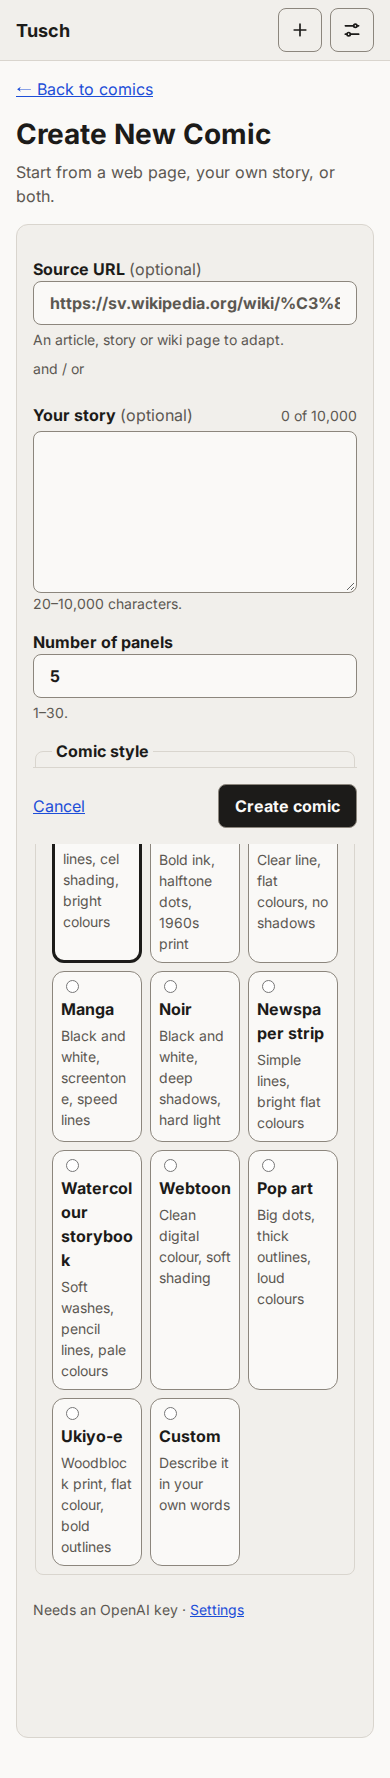 Tusch
← Back to comics
Create New Comic
Start from a web page, your own story, or
both.
Source URL (optional)
https://sv.wikipedia.org/wiki/%C3%8
An article, story or wiki page to adapt.
and / or
Your story (optional) 0 of 10,000
20–10,000 characters.
Number of panels
5
1–30.
Comic style
Cancel Create comic
lines, cel
shading,
bright
colours
Bold ink,
halftone
dots,
1960s
print
Clear line,
flat
colours, no
shadows
Manga
Black and
white,
screenton
e, speed
lines
Noir
Black and
white,
deep
shadows,
hard light
Newspa
per strip
Simple
lines,
bright flat
colours
Watercol
our
storyboo
k
Soft
washes,
pencil
lines, pale
colours
Webtoon
Clean
digital
colour, soft
shading
Pop art
Big dots,
thick
outlines,
loud
colours
Ukiyo-e
Woodbloc
k print, flat
colour,
bold
outlines
Custom
Describe it
in your
own words
Needs an OpenAI key · Settings